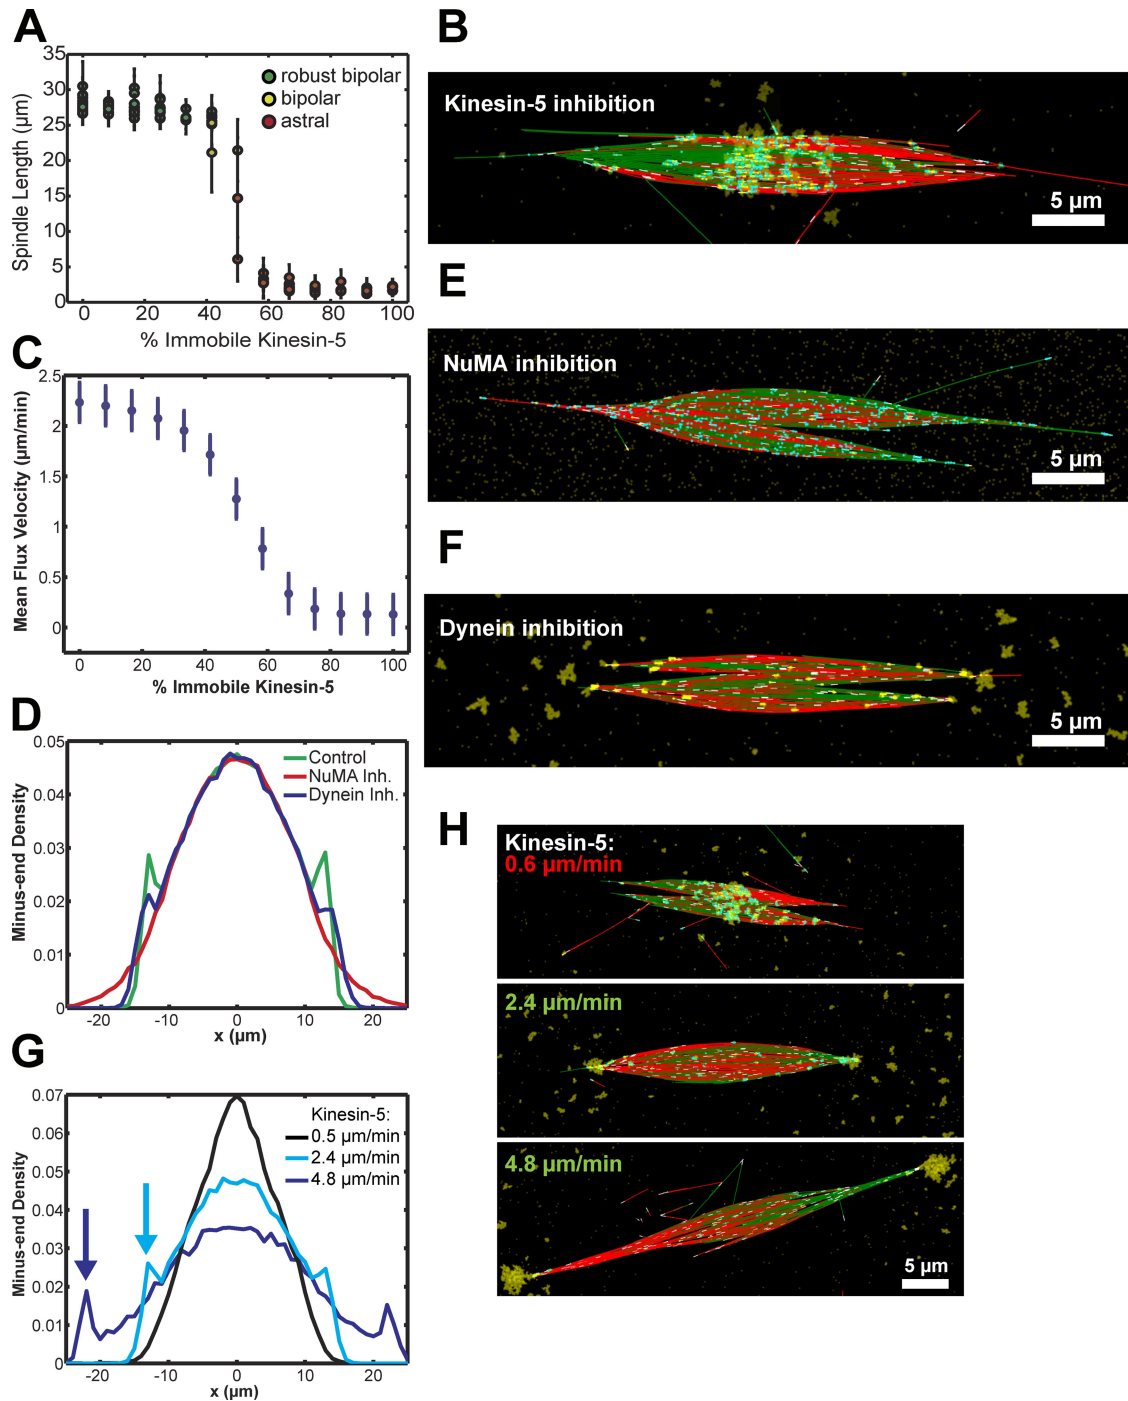 A
35
30
25
20
15
10
5
0
Spindle Length (µm)
robust bipolar
bipolar
astral
0
20
40
60
80
100
% Immobile Kinesin-5
B
Kinesin-5 inhibition
5 µm
C
2.5
2
1.5
1
0.5
0
Mean Flux Velocity (µm/min)
0
20
40
60
80
100
% Immobile Kinesin-5
E
NuMA inhibition
5 µm
F
Dynein inhibition
5 µm
D
0.05
0.04
0.03
0.02
0.01
0
Minus-end Density
Control
NuMA Inh.
Dynein Inh.
-20
-10
0
10
20
x (µm)
G
0.07
0.06
0.05
0.04
0.03
0.02
0.01
0
Minus-end Density
Kinesin-5:
0.5 µm/min
2.4 µm/min
4.8 µm/min
-20
-10
0
10
20
x (µm)
H
Kinesin-5:
0.6 µm/min
2.4 µm/min
4.8 µm/min
5 µm